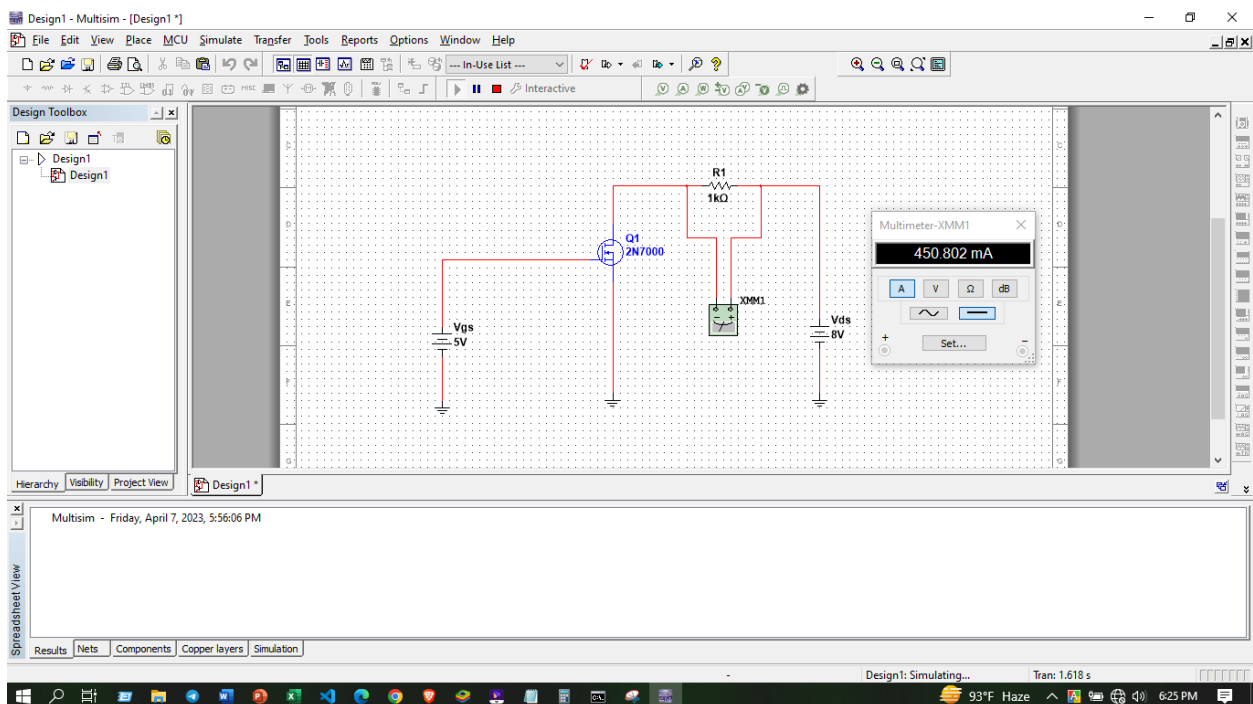 Design1 - Multisim - [Design1 *]
File Edit View Place MCU Simulate Transfer Tools Reports Options Window Help
--- In-Use List ---
Interactive
Design Toolbox
Design1
Design1
R1
1kΩ
Q1
2N7000
XMM1
Vgs
5V
Vds
8V
Multimeter-XMM1
450.802 mA
A V Ω dB
+ Set... -
Hierarchy Visibility Project View
Design1 *
Multisim - Friday, April 7, 2023, 5:56:06 PM
Spreadsheet View
Results Nets Components Copper layers Simulation
- Design1: Simulating... Tran: 1.618 s
93°F Haze 6:25 PM